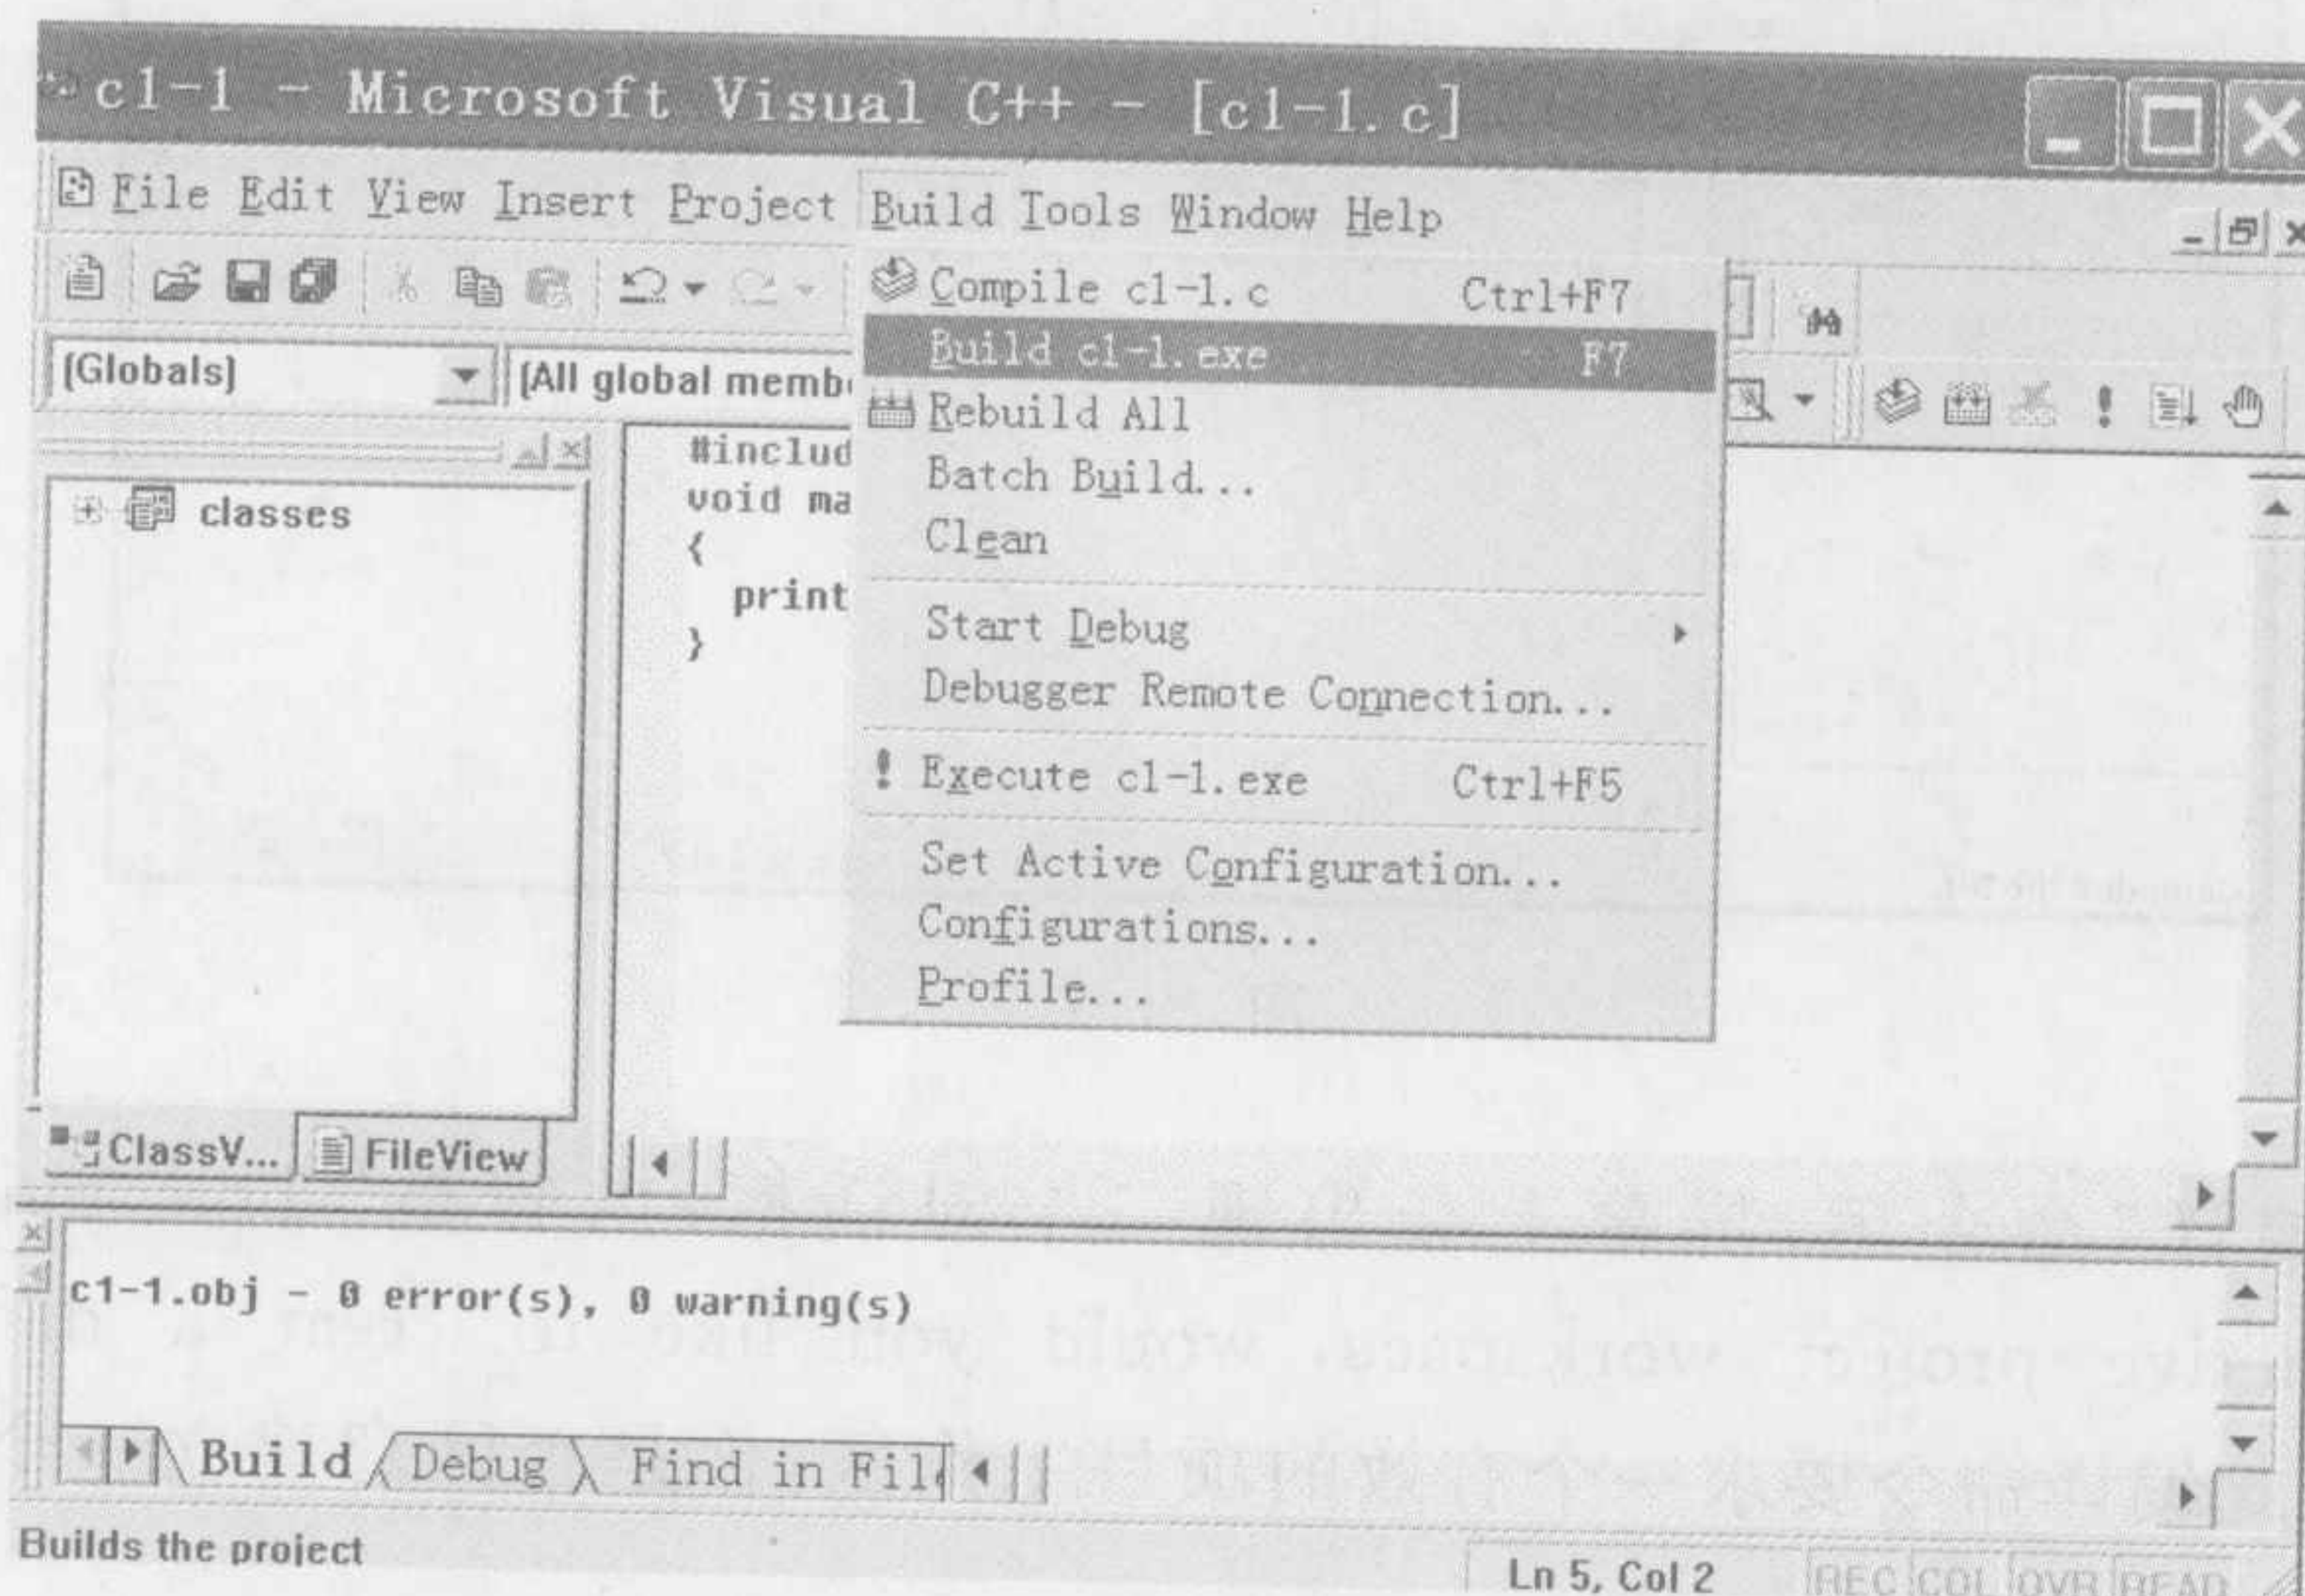 c1-1 - Microsoft Visual C++ - [c1-1.c]
File Edit View Insert Project Build Tools Window Help
Compile c1-1.c Ctrl+F7
Build c1-1.exe F7
(Globals) (All global memb
Rebuild All
#includ
Batch Build...
classes
void ma
Clean
{
print
Start Debug
}
Debugger Remote Connection...
Execute c1-1.exe Ctrl+F5
Set Active Configuration...
Configurations...
Profile...
ClassV... FileView
c1-1.obj - 0 error(s), 0 warning(s)
Build Debug Find in Fil
Builds the project
Ln 5, Col 2 REC COL OVR READ